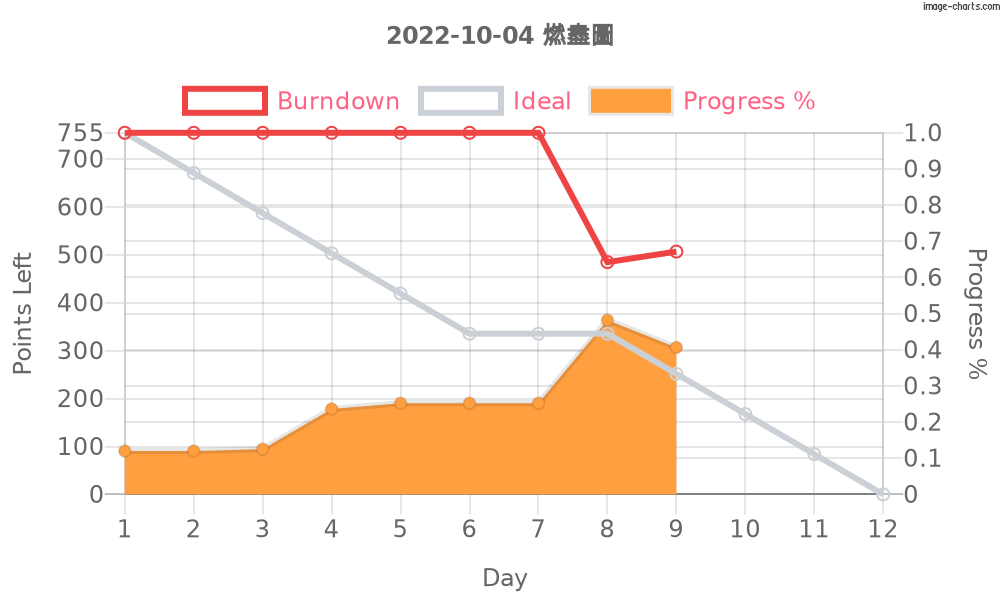 image-charts.com
2022-10-04 燃盡圖
Burndown Ideal Progress %
755 1.0
700 0.9
600 0.8
500 0.7
400 0.6
300 0.5
200 0.4
100 0.3
0 0.2
0.1
0
Points Left
Progress %
1 2 3 4 5 6 7 8 9 10 11 12
Day